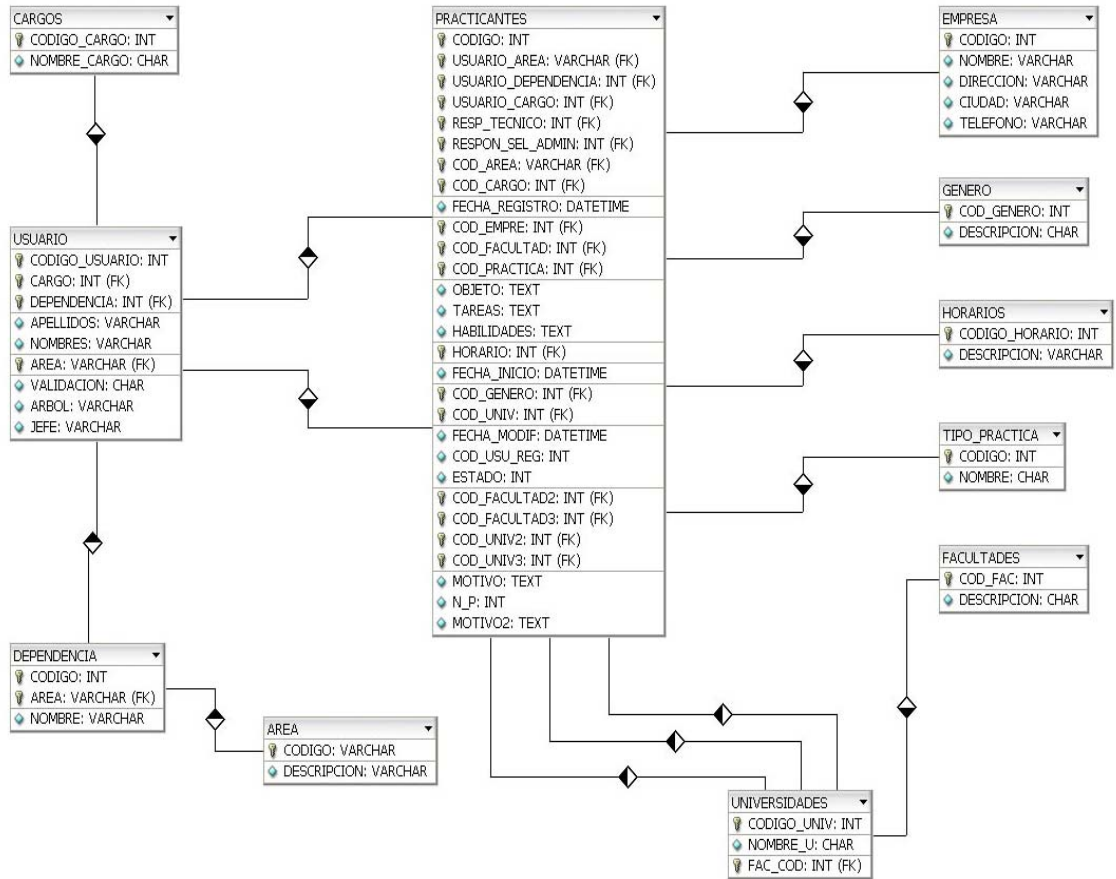 CARGOS
CODIGO_CARGO: INT
NOMBRE_CARGO: CHAR
USUARIO
CODIGO_USUARIO: INT
CARGO: INT (FK)
DEPENDENCIA: INT (FK)
APELLIDOS: VARCHAR
NOMBRES: VARCHAR
AREA: VARCHAR (FK)
VALIDACION: CHAR
ARBOL: VARCHAR
JEFE: VARCHAR
DEPENDENCIA
CODIGO: INT
AREA: VARCHAR (FK)
NOMBRE: VARCHAR
AREA
CODIGO: VARCHAR
DESCRIPCION: VARCHAR
PRACTICANTES
CODIGO: INT
USUARIO_AREA: VARCHAR (FK)
USUARIO_DEPENDENCIA: INT (FK)
USUARIO_CARGO: INT (FK)
RESP_TECNICO: INT (FK)
RESPON_SEL_ADMIN: INT (FK)
COD_AREA: VARCHAR (FK)
COD_CARGO: INT (FK)
FECHA_REGISTRO: DATETIME
COD_EMPRE: INT (FK)
COD_FACULTAD: INT (FK)
COD_PRACTICA: INT (FK)
OBJETO: TEXT
TAREAS: TEXT
HABILIDADES: TEXT
HORARIO: INT (FK)
FECHA_INICIO: DATETIME
COD_GENERO: INT (FK)
COD_UNIV: INT (FK)
FECHA_MODIF: DATETIME
COD_USU_REG: INT
ESTADO: INT
COD_FACULTAD2: INT (FK)
COD_FACULTAD3: INT (FK)
COD_UNIV2: INT (FK)
COD_UNIV3: INT (FK)
MOTIVO: TEXT
N_P: INT
MOTIVO2: TEXT
EMPRESA
CODIGO: INT
NOMBRE: VARCHAR
DIRECCION: VARCHAR
CIUDAD: VARCHAR
TELEFONO: VARCHAR
GENERO
COD_GENERO: INT
DESCRIPCION: CHAR
HORARIOS
CODIGO_HORARIO: INT
DESCRIPCION: VARCHAR
TIPO_PRACTICA
CODIGO: INT
NOMBRE: CHAR
FACULTADES
COD_FAC: INT
DESCRIPCION: CHAR
UNIVERSIDADES
CODIGO_UNIV: INT
NOMBRE_U: CHAR
FAC_COD: INT (FK)